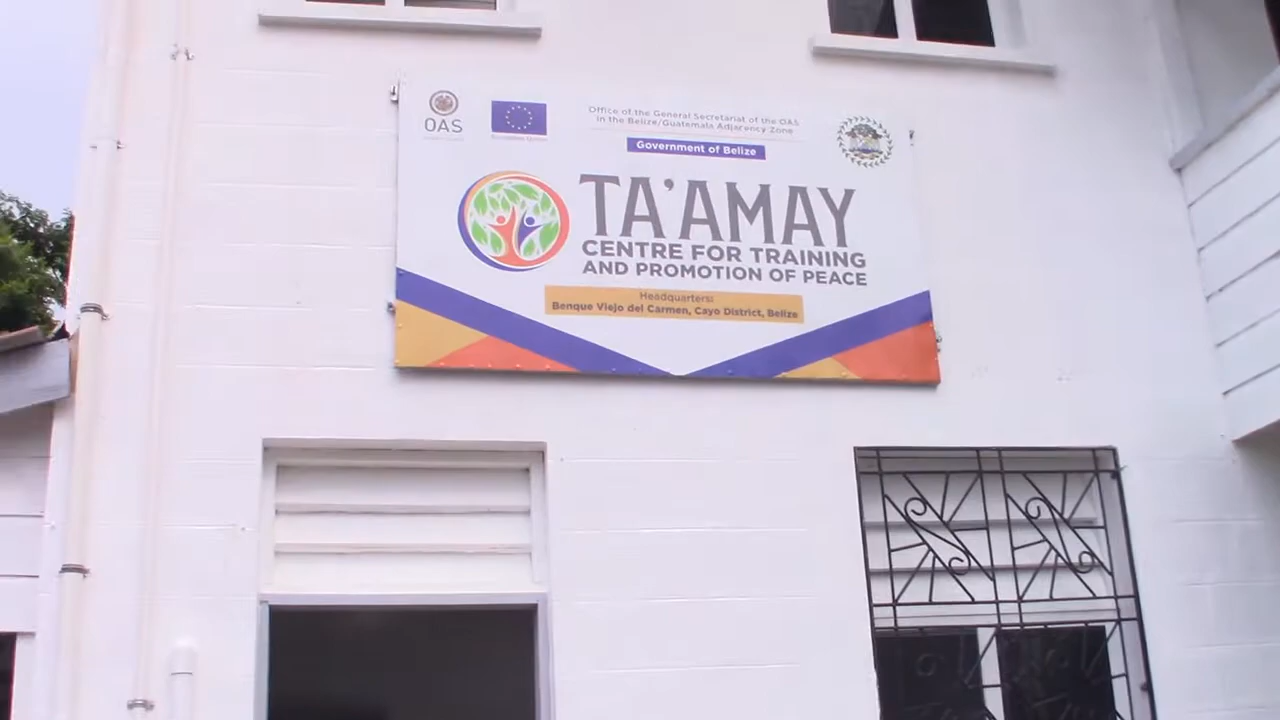 OAS
Office of the General Secretariat of the OAS
in the Belize/Guatemala Adjacency Zone
Government of Belize
TA'AMAY
CENTRE FOR TRAINING
AND PROMOTION OF PEACE
Headquarters:
Benque Viejo del Carmen, Cayo District, Belize